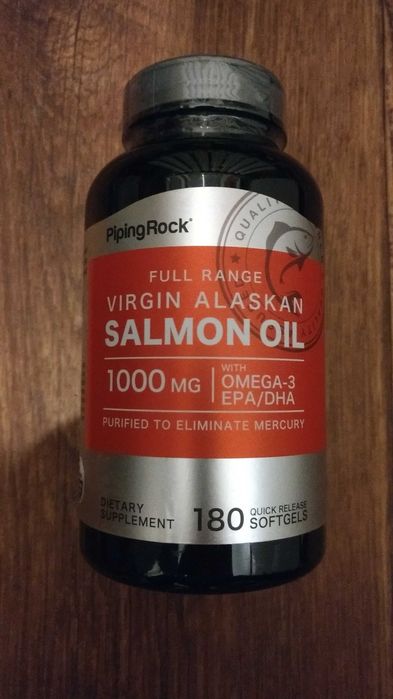 PipingRock®
QUALITY
FULL RANGE
VIRGIN ALASKAN
SALMON OIL
1000 MG
WITH
OMEGA-3
EPA/DHA
PURIFIED TO ELIMINATE MERCURY
DIETARY
SUPPLEMENT
180
QUICK RELEASE
SOFTGELS